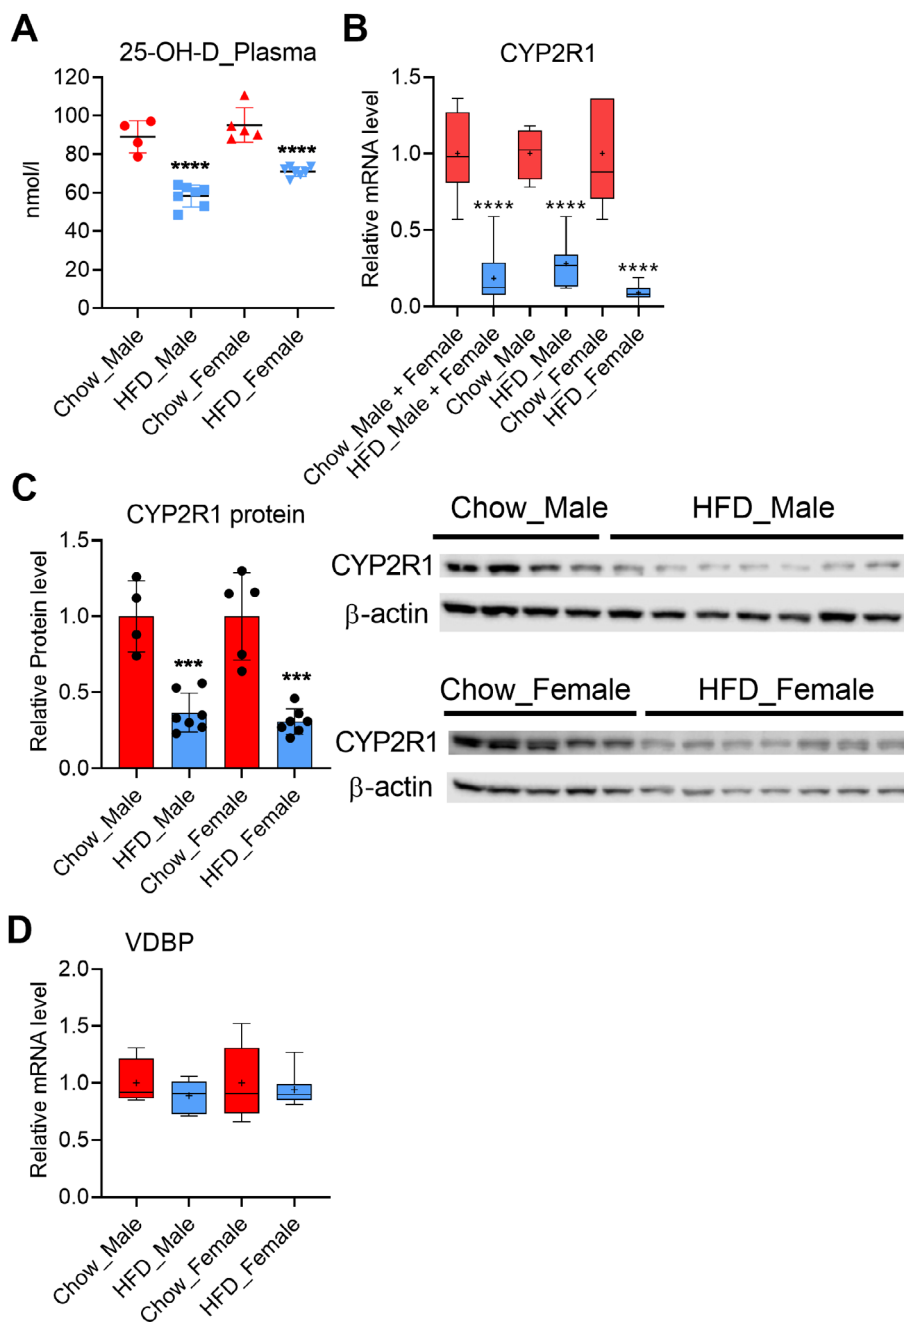 A
25-OH-D_Plasma
nmol/l
120
100
80
60
40
20
0
****
****
Chow_Male
HFD_Male
Chow_Female
HFD_Female
B
CYP2R1
Relative mRNA level
1.5
1.0
0.5
0.0
****
****
****
Chow_Male + Female
HFD_Male + Female
Chow_Male
HFD_Male
Chow_Female
HFD_Female
C
CYP2R1 protein
Relative Protein level
1.5
1.0
0.5
0.0
***
***
Chow_Male
HFD_Male
Chow_Female
HFD_Female
Chow_Male HFD_Male
CYP2R1
β-actin
Chow_Female HFD_Female
CYP2R1
β-actin
D
VDBP
Relative mRNA level
2.0
1.5
1.0
0.5
0.0
Chow_Male
HFD_Male
Chow_Female
HFD_Female